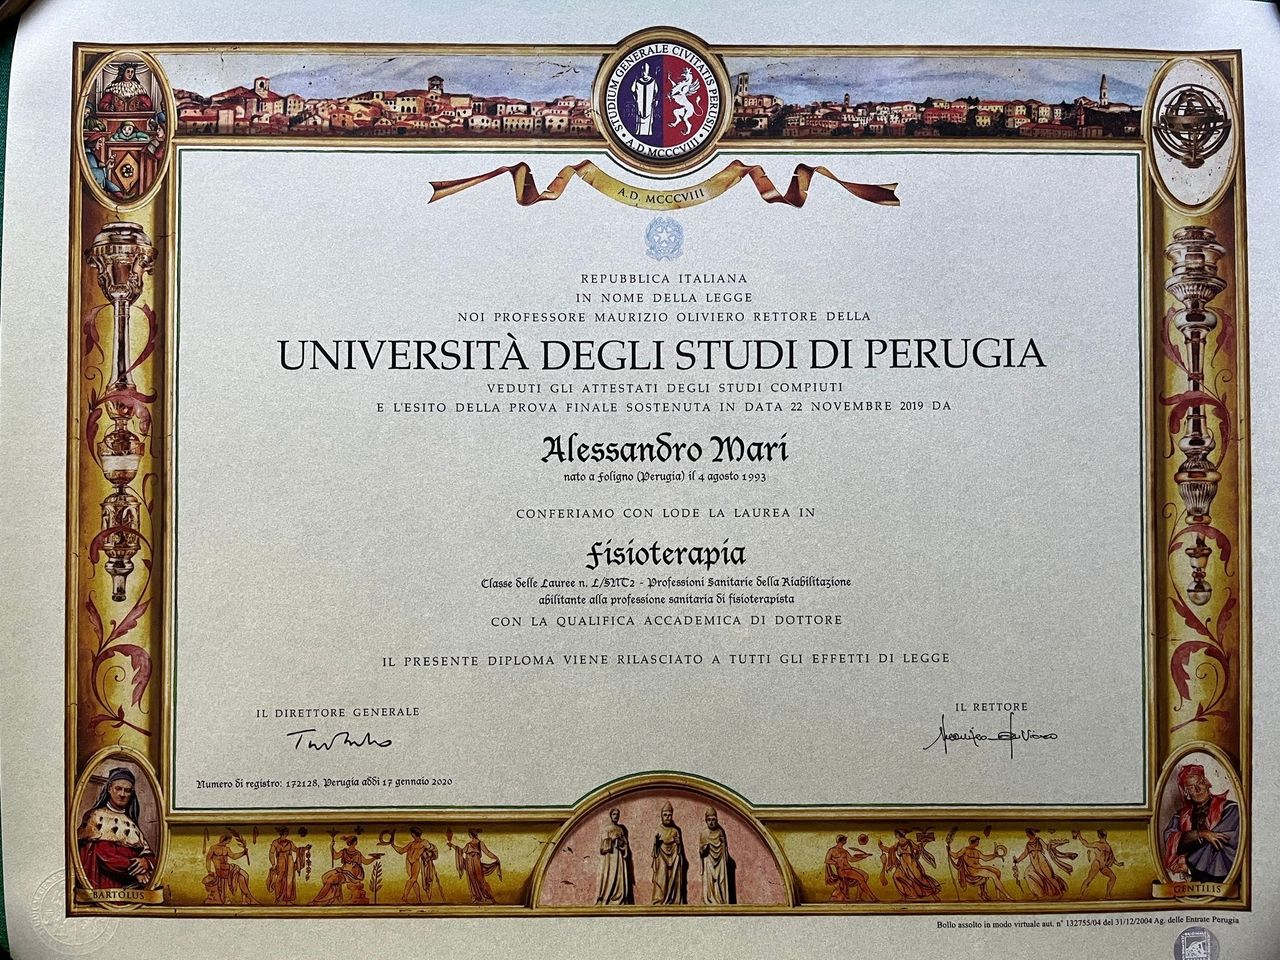 STUDIUM GENERALE CIVITATIS PERUSII
A.D. MCCCVIII
A.D. MCCCVIII
REPUBBLICA ITALIANA
IN NOME DELLA LEGGE
NOI PROFESSORE MAURIZIO OLIVIERO RETTORE DELLA
UNIVERSITÀ DEGLI STUDI DI PERUGIA
VEDUTI GLI ATTESTATI DEGLI STUDI COMPIUTI
E L'ESITO DELLA PROVA FINALE SOSTENUTA IN DATA 22 NOVEMBRE 2019 DA
Alessandro Mari
nato a Foligno (Perugia) il 4 agosto 1993
CONFERIAMO CON LODE LA LAUREA IN
Fisioterapia
Classe delle Lauree n. L/SNT2 - Professioni Sanitarie della Riabilitazione
abilitante alla professione sanitaria di fisioterapista
CON LA QUALIFICA ACCADEMICA DI DOTTORE
IL PRESENTE DIPLOMA VIENE RILASCIATO A TUTTI GLI EFFETTI DI LEGGE
IL DIRETTORE GENERALE
IL RETTORE
Numero di registro: 172128, Perugia addì 17 gennaio 2020
BARTOLUS
GENTILIS
Bollo assolto in modo virtuale aut. n° 132755/04 del 31/12/2004 Ag. delle Entrate Perugia